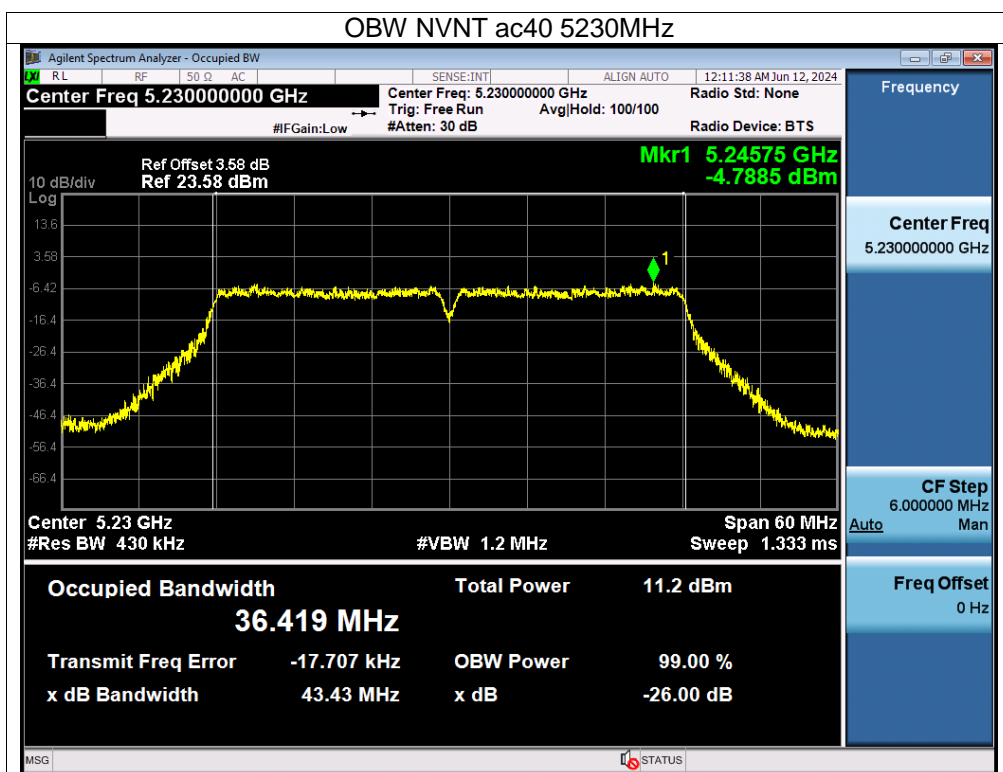 OBW NVNT ac40 5230MHz
Agilent Spectrum Analyzer - Occupied BW
LXI RL RF 50 Ω AC SENSE:INT ALIGN AUTO 12:11:38 AM Jun 12, 2024
Center Freq 5.230000000 GHz
Center Freq: 5.230000000 GHz Radio Std: None
Trig: Free Run Avg|Hold: 100/100
#IFGain:Low #Atten: 30 dB Radio Device: BTS
Frequency
Mkr1 5.24575 GHz
-4.7885 dBm
Ref Offset 3.58 dB
10 dB/div Ref 23.58 dBm
Log
13.6
3.58
-6.42
-16.4
-26.4
-36.4
-46.4
-56.4
-66.4
1
Center 5.23 GHz Span 60 MHz
#Res BW 430 kHz #VBW 1.2 MHz Sweep 1.333 ms
Occupied Bandwidth Total Power 11.2 dBm
36.419 MHz
Transmit Freq Error -17.707 kHz OBW Power 99.00 %
x dB Bandwidth 43.43 MHz x dB -26.00 dB
Center Freq
5.230000000 GHz
CF Step
6.000000 MHz
Auto Man
Freq Offset
0 Hz
MSG STATUS